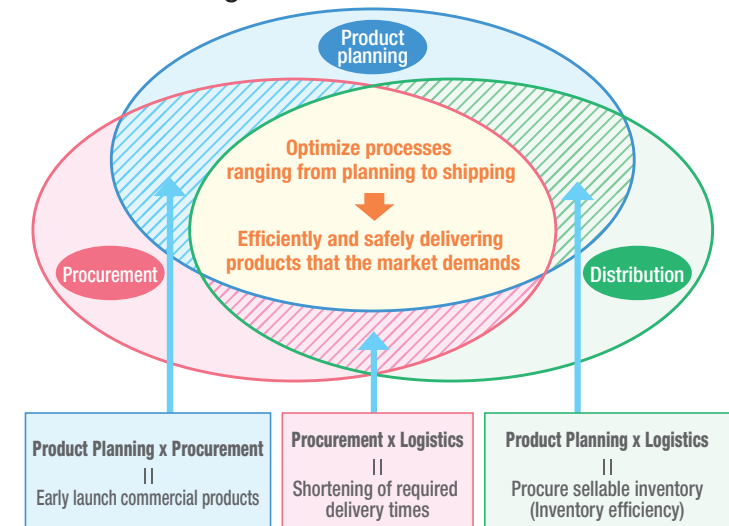 Product
planning
Optimize processes
ranging from planning to shipping
Efficiently and safely delivering
products that the market demands
Procurement
Distribution
Product Planning x Procurement
Early launch commercial products
Procurement x Logistics
Shortening of required
delivery times
Product Planning x Logistics
Procure sellable inventory
(Inventory efficiency)